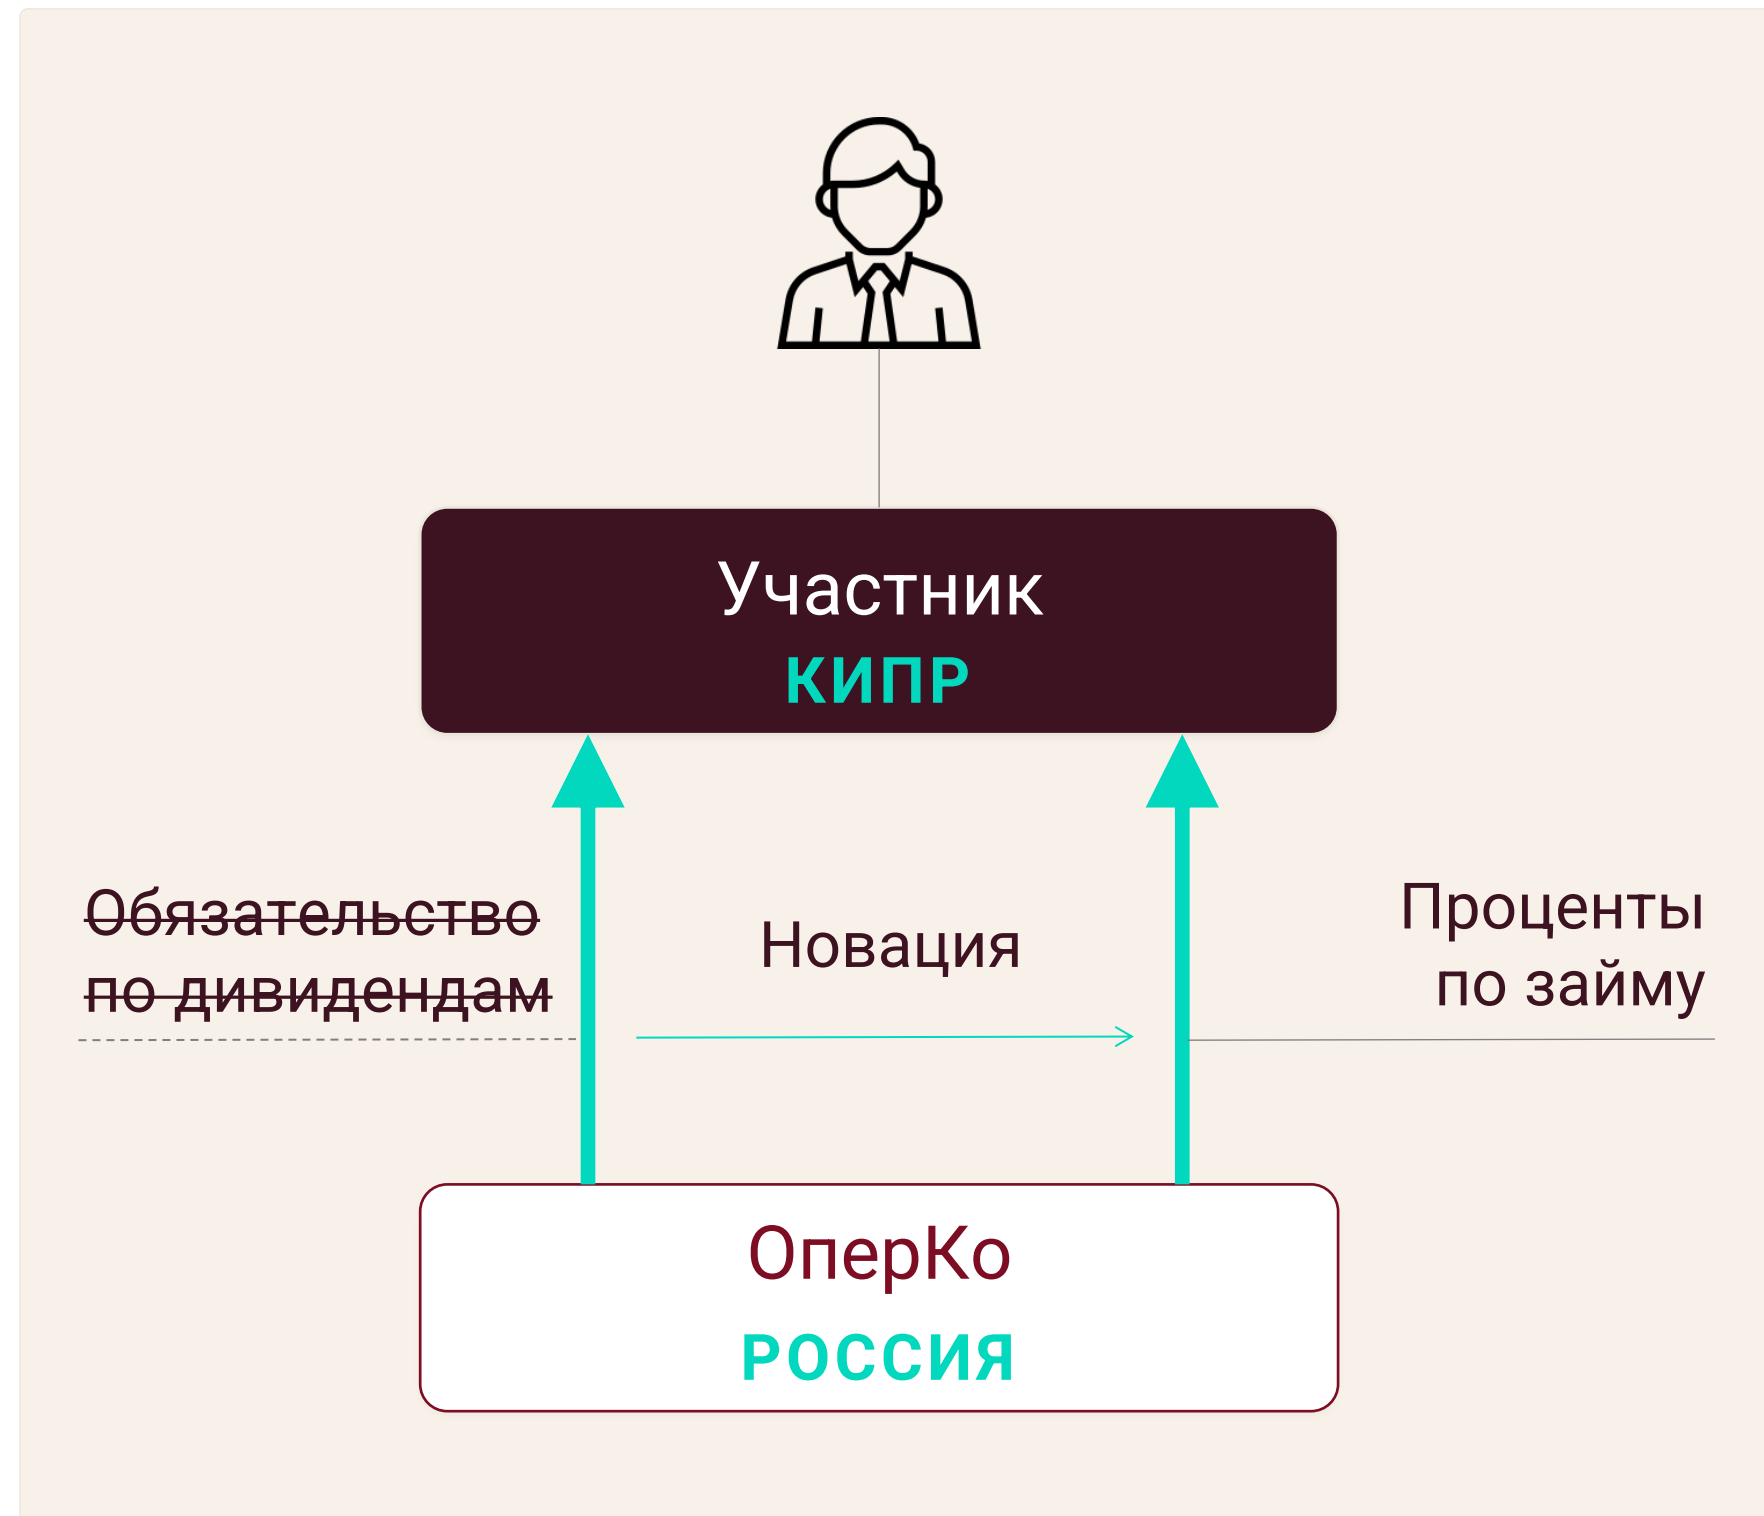 Участник
КИПР
Обязательство
по дивидендам
Новация
Проценты
по займу
ОперКо
РОССИЯ